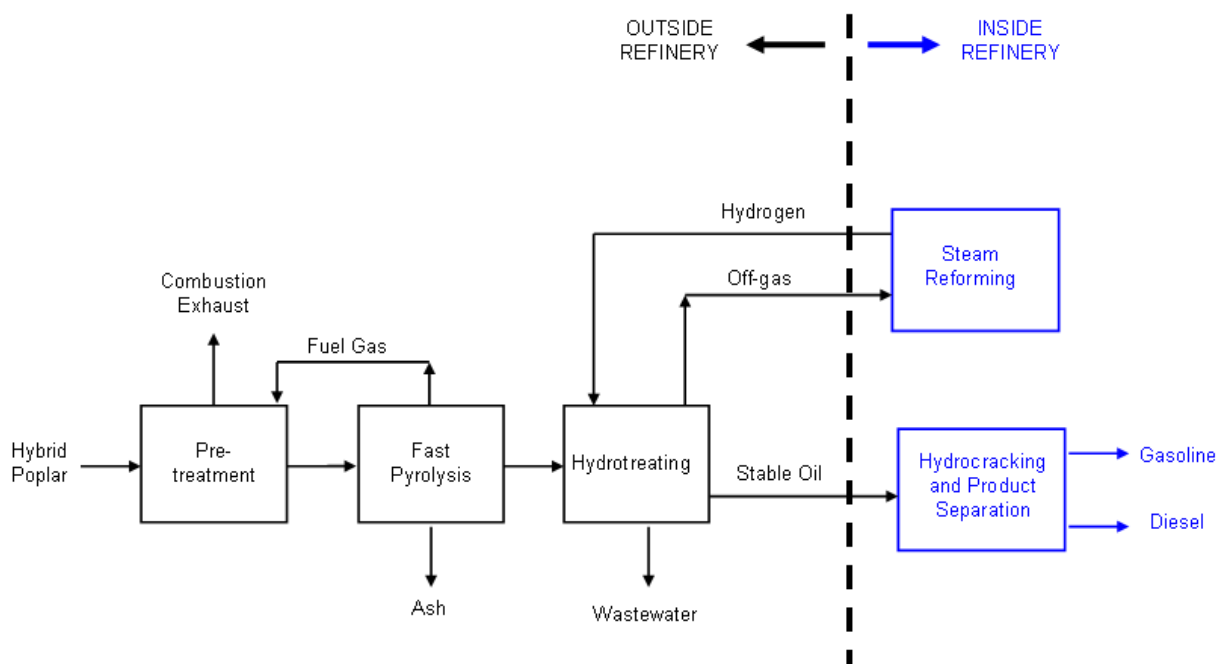 OUTSIDE
REFINERY
INSIDE
REFINERY
Hydrogen
Steam
Reforming
Off-gas
Combustion
Exhaust
Fuel Gas
Hybrid
Poplar
Pre-
treatment
Fast
Pyrolysis
Hydrotreating
Stable Oil
Hydrocracking
and Product
Separation
Gasoline
Diesel
Ash
Wastewater